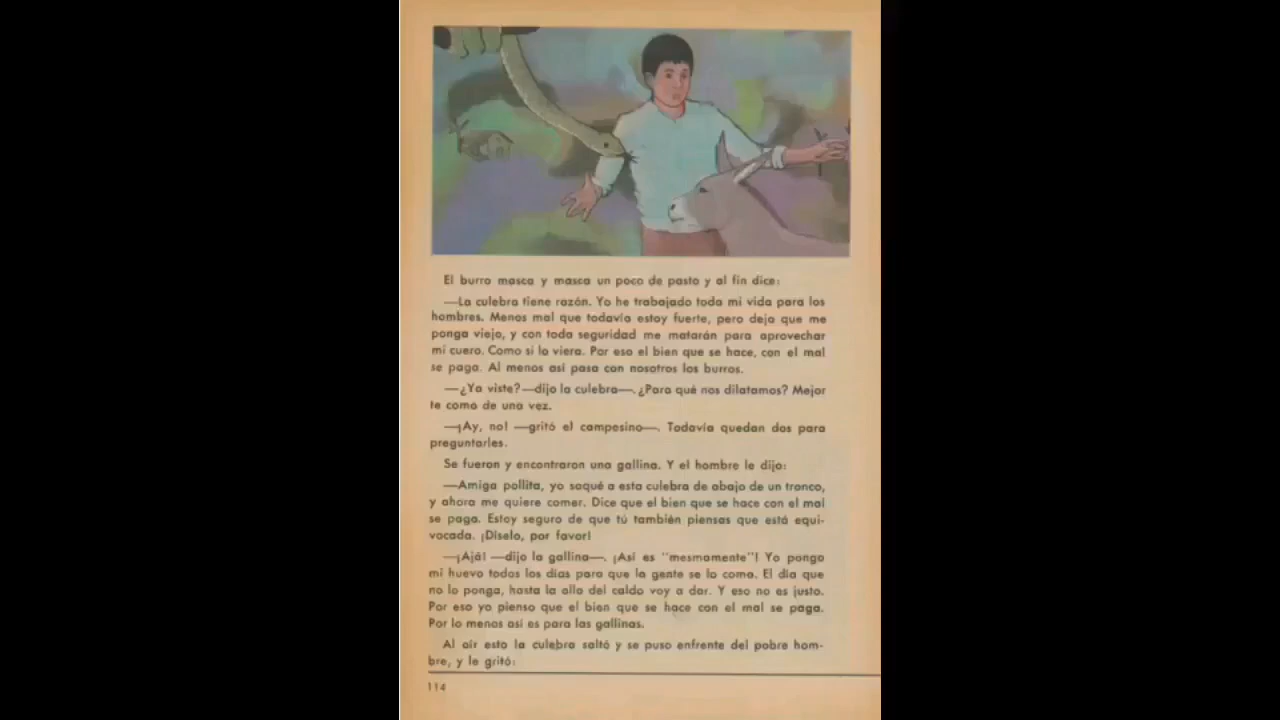 El burro masca y masca un poco de pasto y al fin dice:
—La culebra tiene razón. Yo he trabajado toda mi vida para los
hombres. Menos mal que todavía estoy fuerte, pero deja que me
ponga viejo, y con toda seguridad me matarán para aprovechar
mi cuero. Como si lo viera. Por eso el bien que se hace, con el mal
se paga. Al menos así pasa con nosotros los burros.
—¿Ya viste?—dijo la culebra—. ¿Para qué nos dilatamos? Mejor
te como de una vez.
—¡Ay, no! —gritó el campesino—. Todavía quedan dos para
preguntarles.
Se fueron y encontraron una gallina. Y el hombre le dijo:
—Amiga pollita, yo saqué a esta culebra de abajo de un tronco,
y ahora me quiere comer. Dice que el bien que se hace con el mal
se paga. Estoy seguro de que tú también piensas que está equi-
vocada. ¡Díselo, por favor!
—¡Ajá! —dijo la gallina—. ¡Así es "mesmamente"! Yo pongo
mi huevo todos los días para que la gente se lo coma. El día que
no lo ponga, hasta la olla del caldo voy a dar. Y eso no es justo.
Por eso yo pienso que el bien que se hace con el mal se paga.
Por lo menos así es para las gallinas.
Al oír esto la culebra saltó y se puso enfrente del pobre hom-
bre, y le gritó:
114